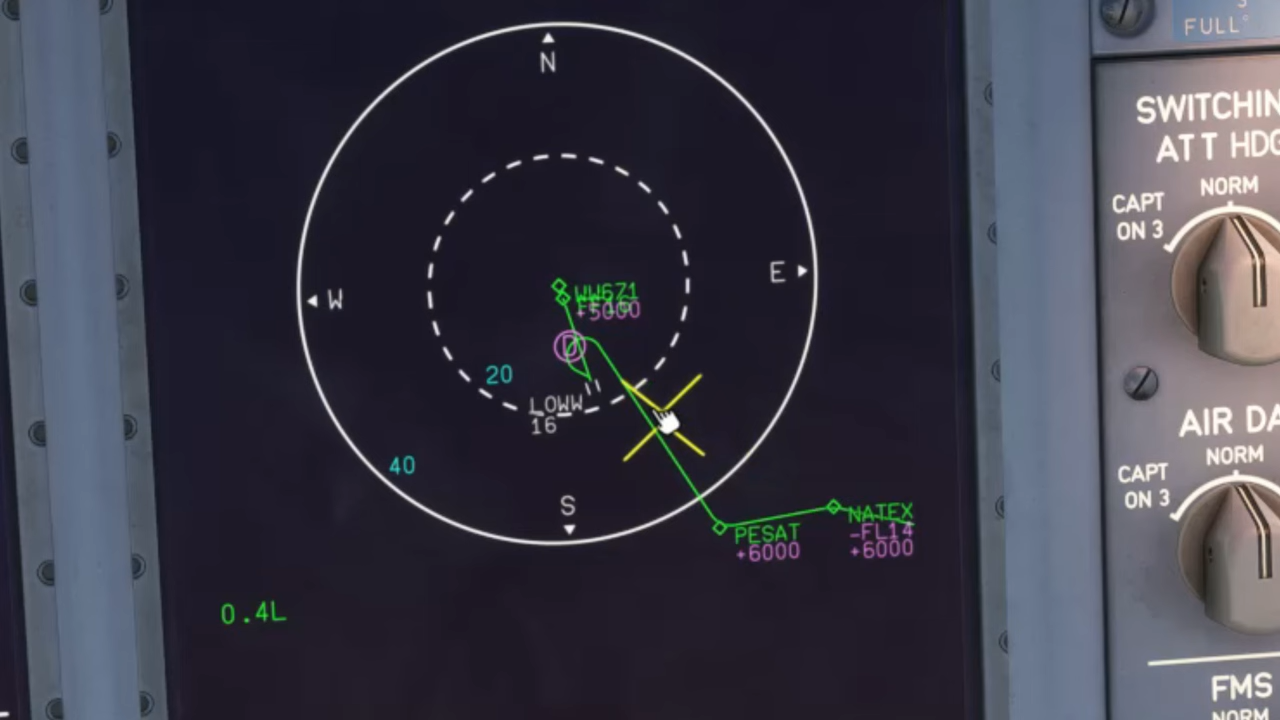 N
W
E
S
WW671
+5000
D
20
LOWW
16
40
PESAT
+6000
NATEX
-FL14
+6000
0.4L
FULL°
SWITCHIN
ATT HDG
NORM
CAPT
ON 3
AIR DA
NORM
CAPT
ON 3
FMS
NORM